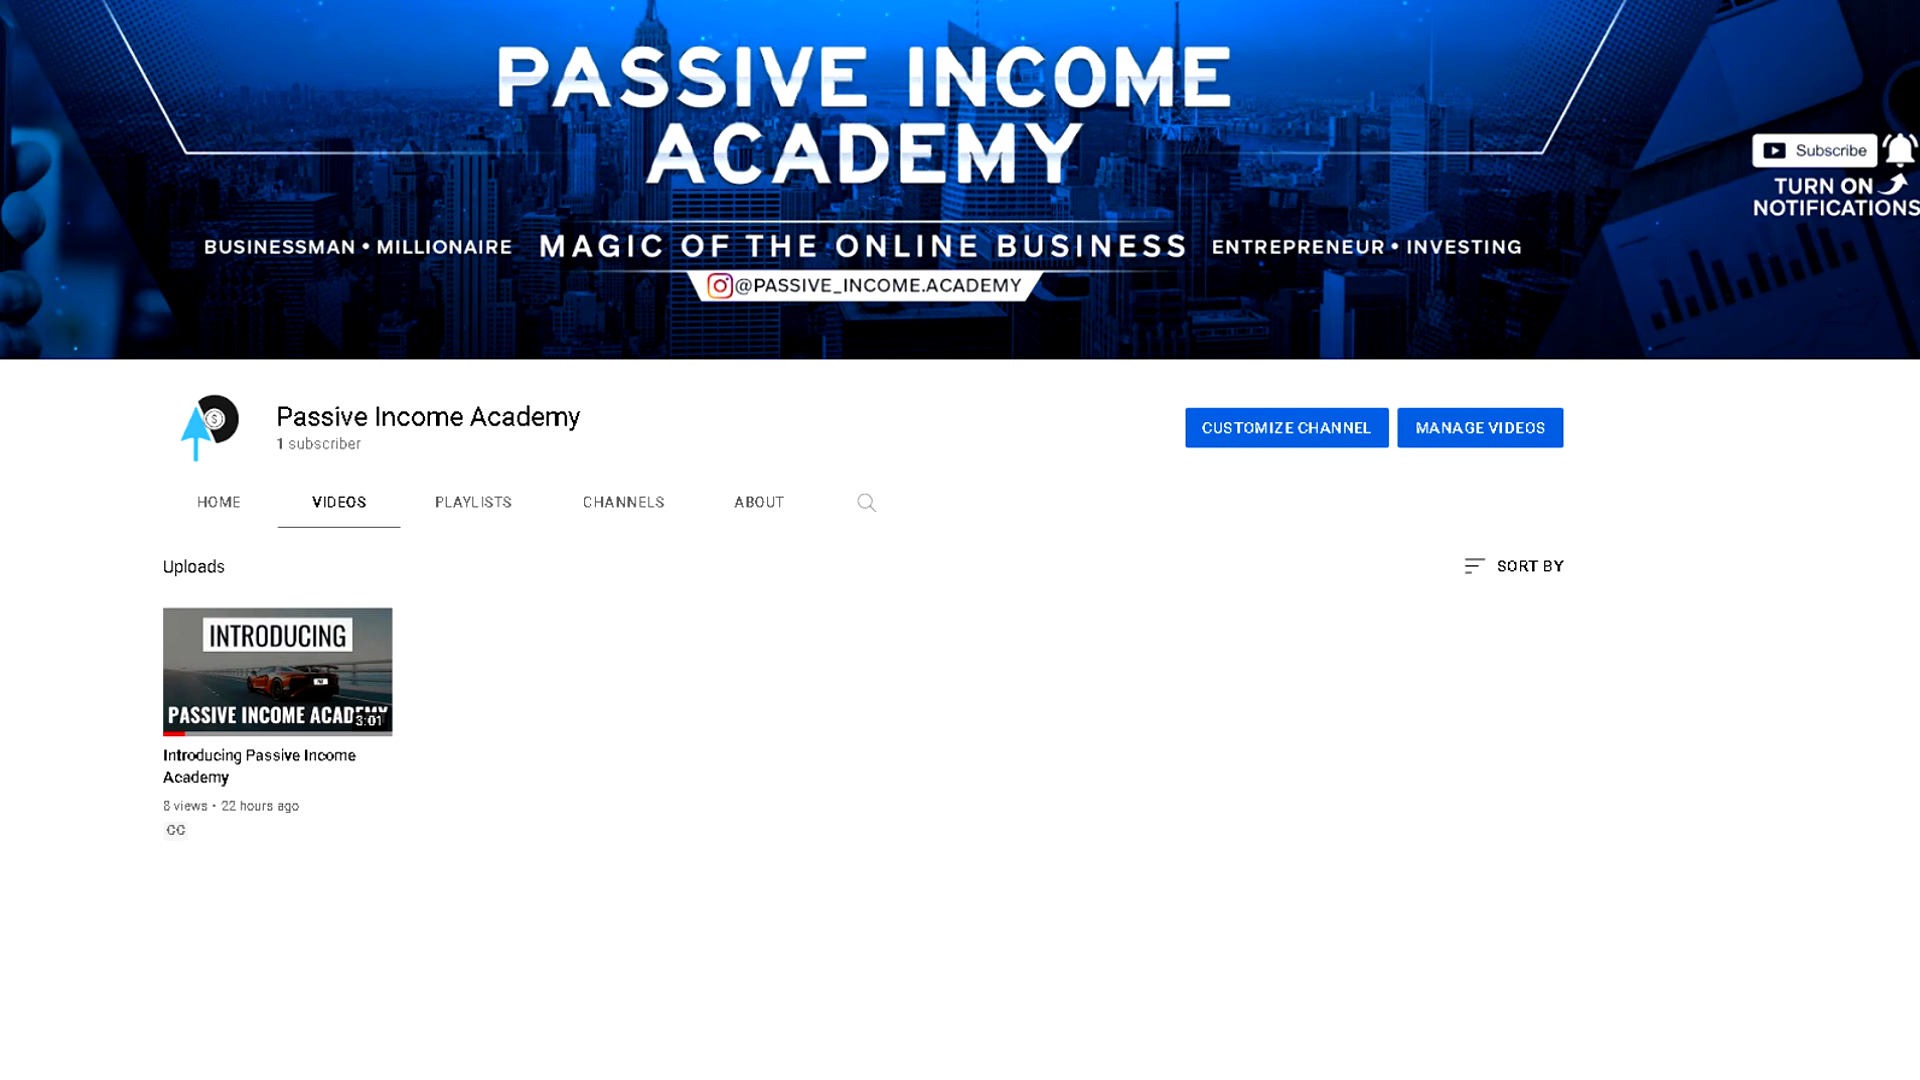 PASSIVE INCOME
ACADEMY
Subscribe
TURN ON
NOTIFICATIONS
BUSINESSMAN • MILLIONAIRE MAGIC OF THE ONLINE BUSINESS ENTREPRENEUR • INVESTING
@PASSIVE_INCOME.ACADEMY
Passive Income Academy
1 subscriber
CUSTOMIZE CHANNEL MANAGE VIDEOS
HOME VIDEOS PLAYLISTS CHANNELS ABOUT
Uploads SORT BY
INTRODUCING
PASSIVE INCOME ACADEMY
3:01
Introducing Passive Income
Academy
8 views • 22 hours ago
CC